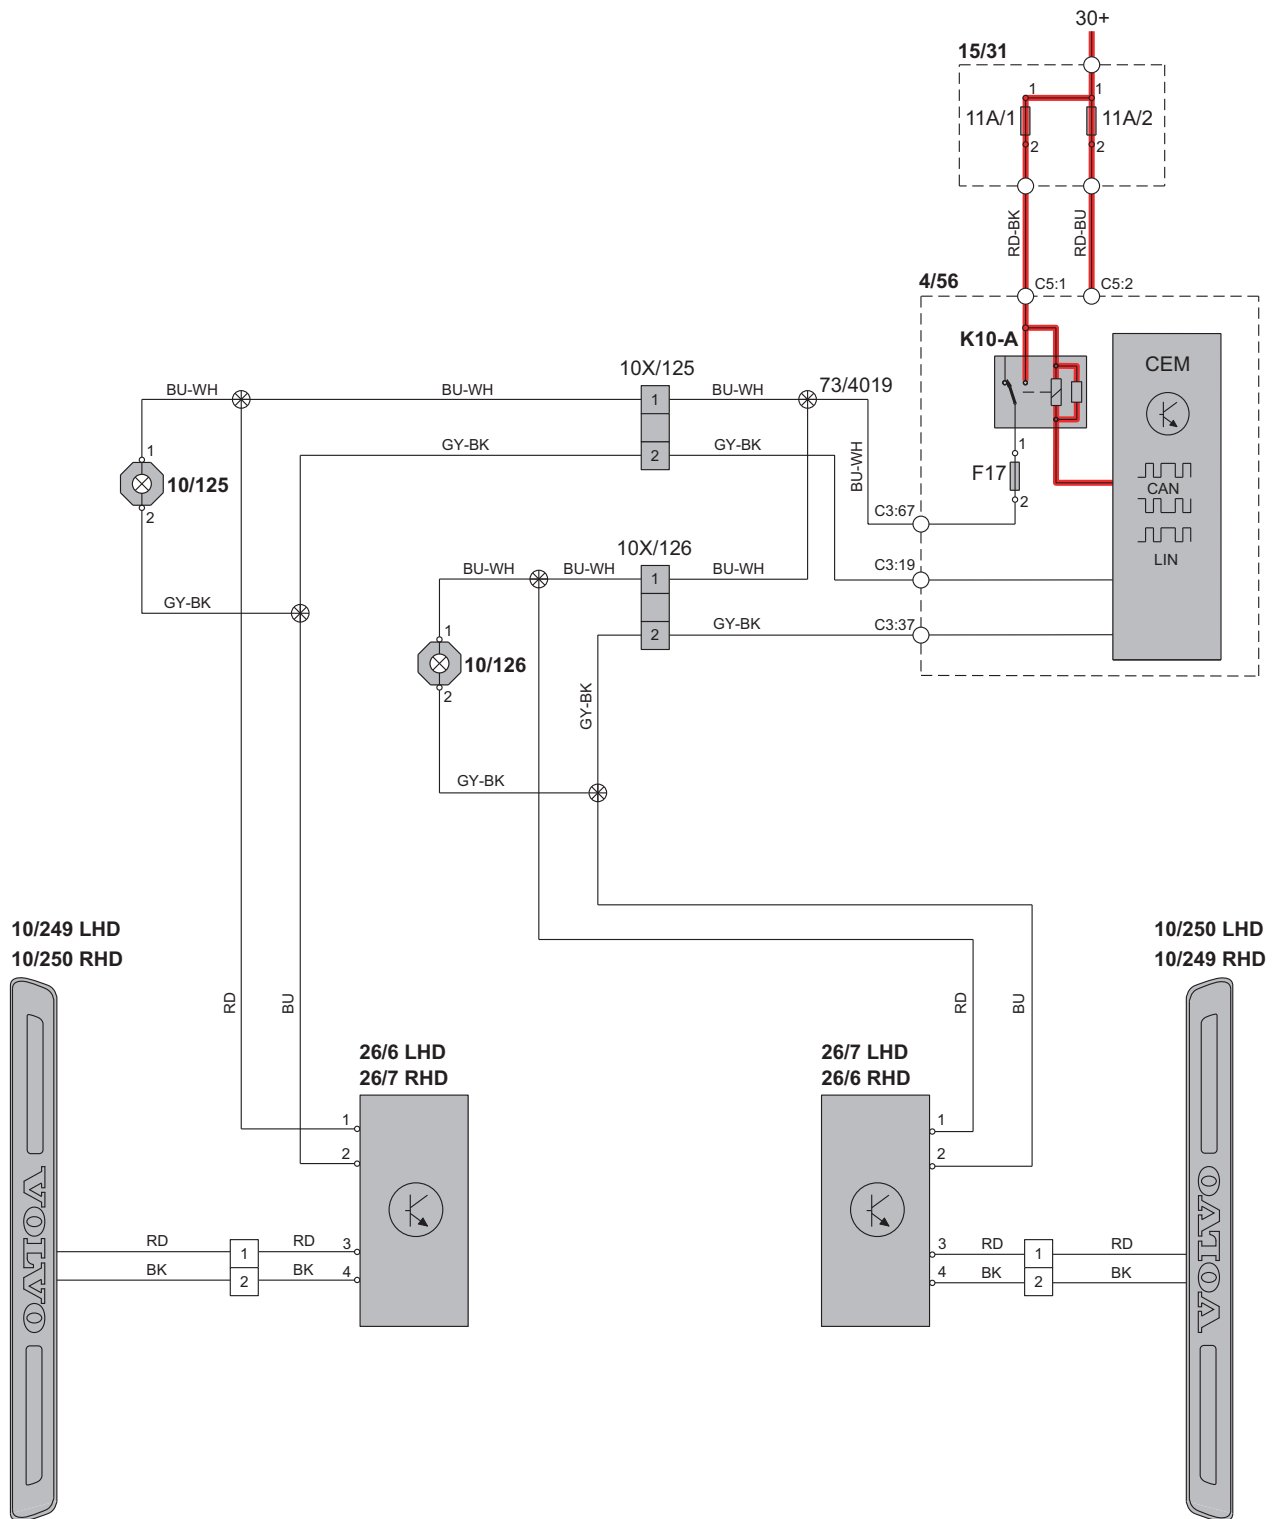 30+
15/31
1
1
11A/1
11A/2
2
2
RD-BK
RD-BU
4/56
C5:1
C5:2
K10-A
CEM
10X/125
73/4019
BU-WH
BU-WH
1
BU-WH
1
GY-BK
2
GY-BK
BU-WH
1
F17
CAN
10/125
2
2
C3:67
LIN
10X/126
C3:19
BU-WH
BU-WH
1
BU-WH
GY-BK
1
2
GY-BK
C3:37
10/126
2
GY-BK
GY-BK
10/249 LHD
10/250 RHD
10/250 LHD
10/249 RHD
RD
BU
RD
BU
26/6 LHD
26/7 RHD
26/7 LHD
26/6 RHD
1
1
2
2
VOLVO
VOLVO
RD
1
RD
3
3
RD
1
RD
BK
2
BK
4
4
BK
2
BK